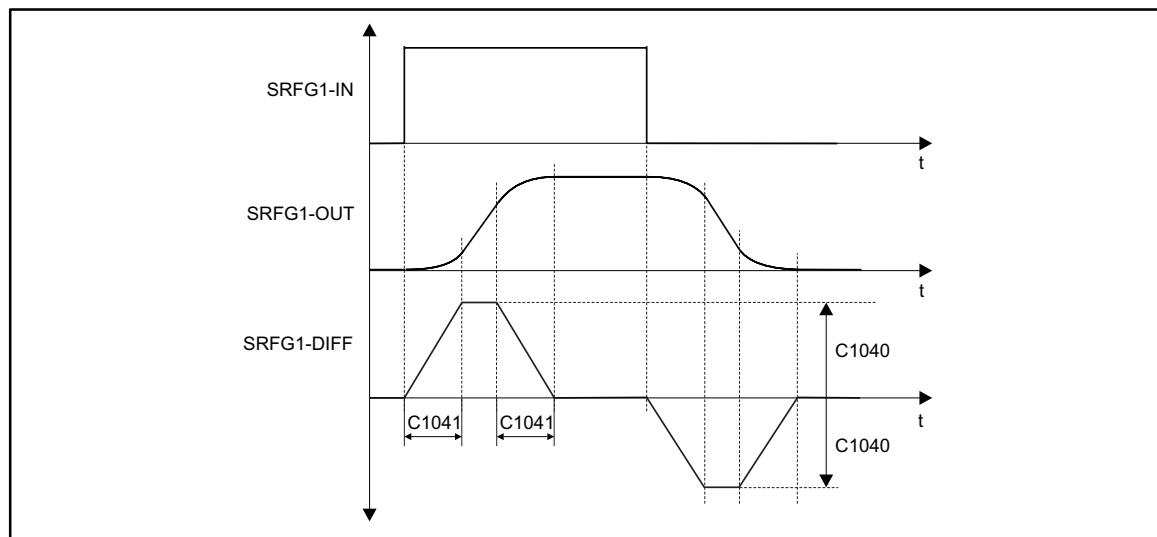 SRFG1-IN
t
SRFG1-OUT
t
SRFG1-DIFF
C1040
C1041 C1041
t
C1040